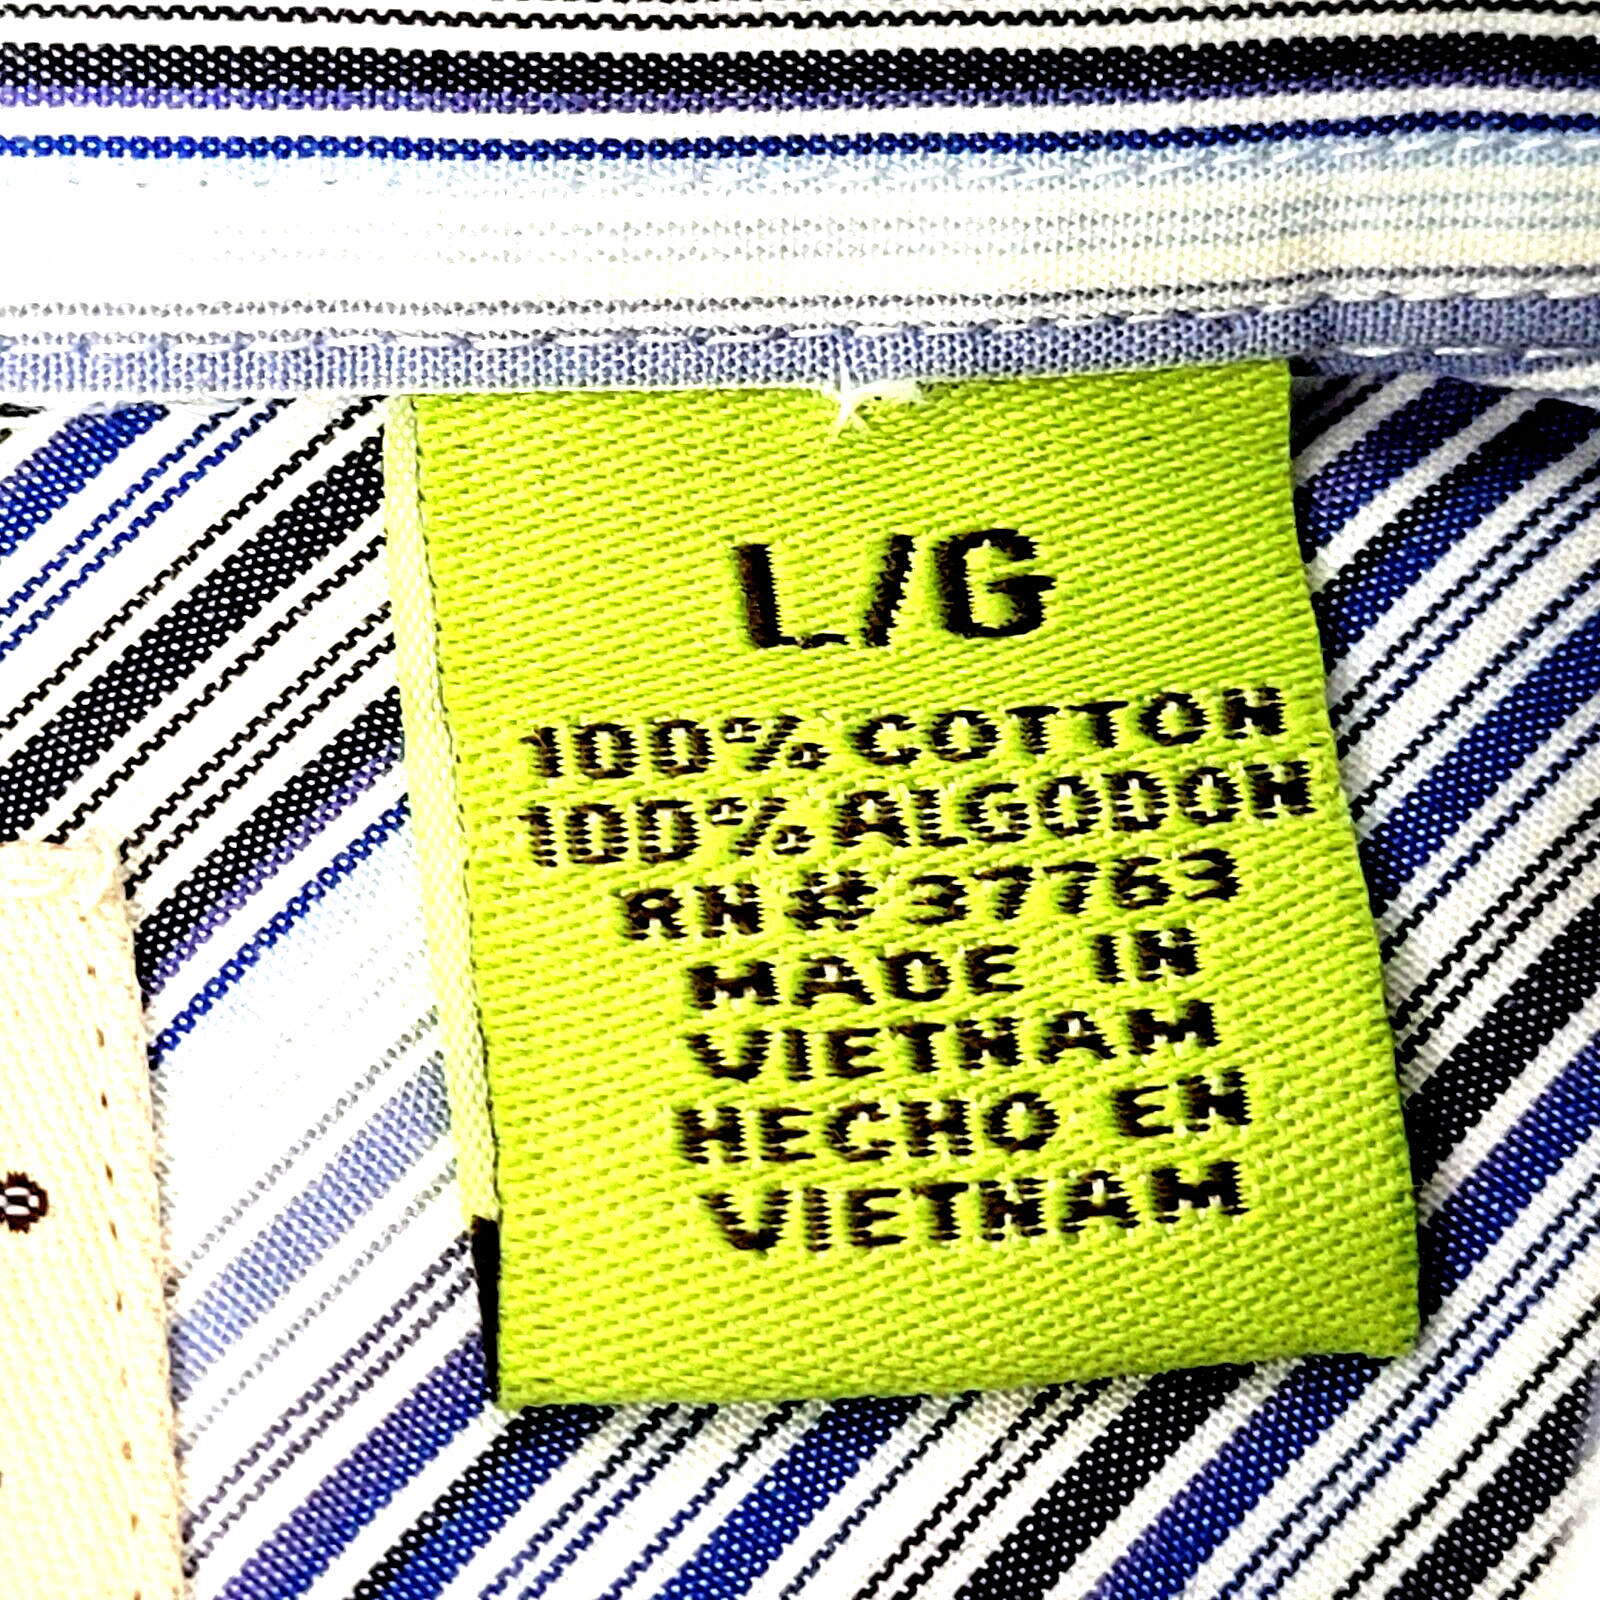 L/G
100% COTTON
100% ALGODON
RN # 37763
MADE IN
VIETNAM
HECHO EN
VIETNAM